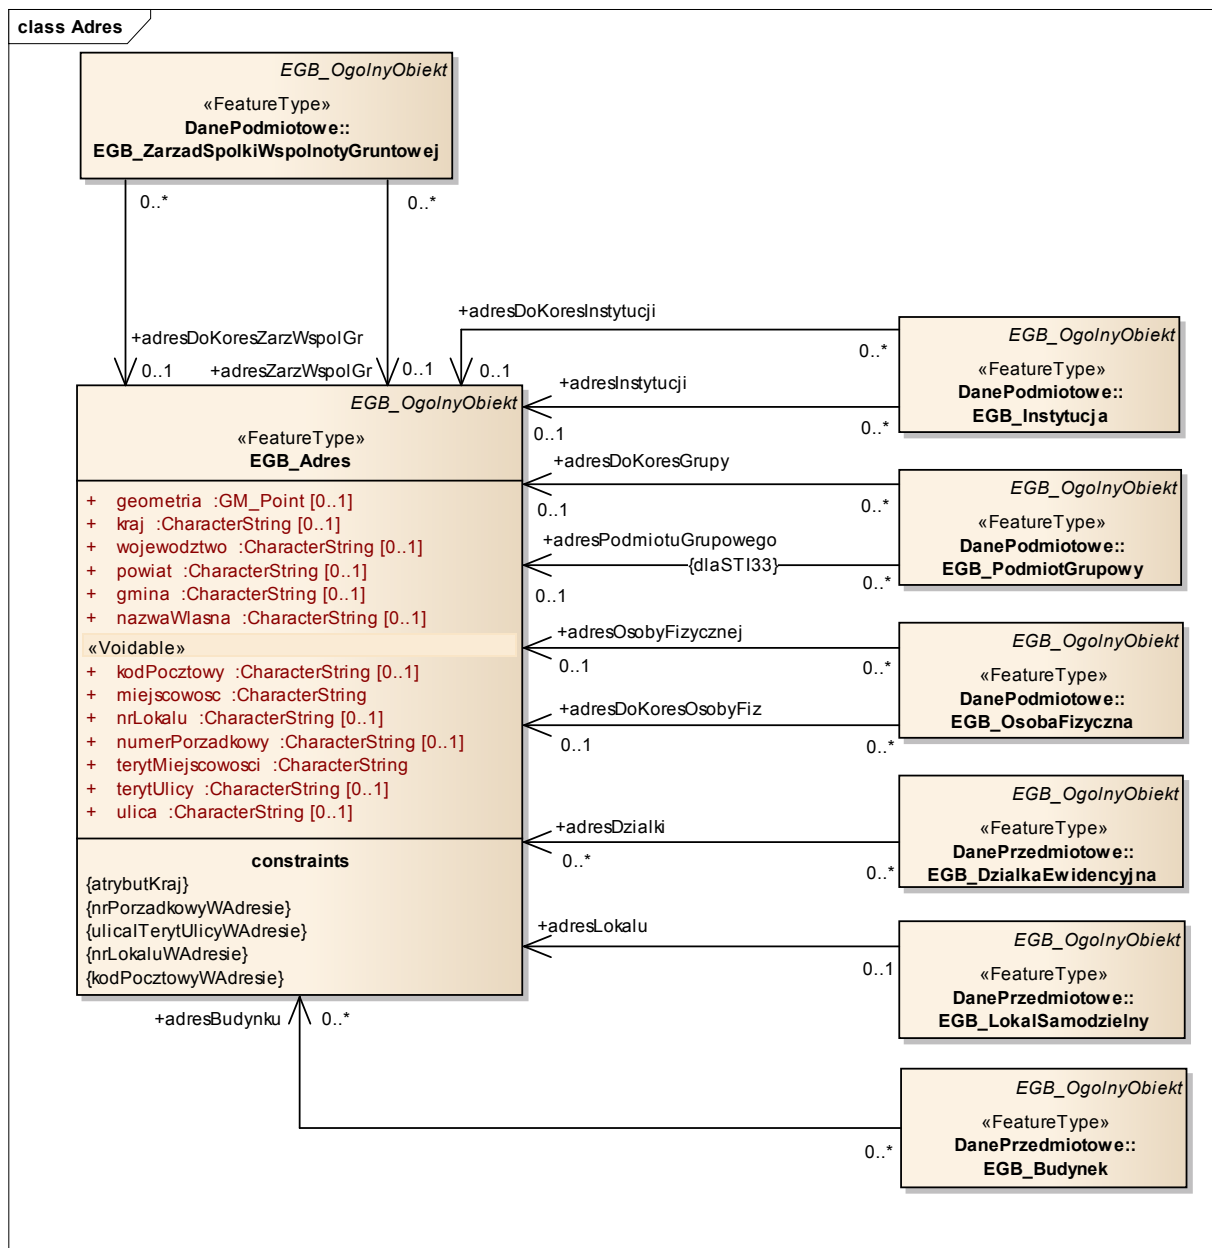 class Adres
EGB_OgolnyObiekt
«FeatureType»
DanePodmiotowe::
EGB_ZarzadSpolkiWspolnotyGruntowej
0..*
0..*
+adresDoKoresZarzWspolGr
0..1
+adresZarzWspolGr
0..1
+adresDoKoresInstytucji
0..1
0..*
+adresInstytucji
0..1
0..*
EGB_OgolnyObiekt
«FeatureType»
DanePodmiotowe::
EGB_Instytucja
+adresDoKoresGrupy
0..1
0..*
+adresPodmiotuGrupowego
{dlaSTI33}
0..1
0..*
EGB_OgolnyObiekt
«FeatureType»
DanePodmiotowe::
EGB_PodmiotGrupowy
+adresOsobyFizycznej
0..1
0..*
+adresDoKoresOsobyFiz
0..1
0..*
EGB_OgolnyObiekt
«FeatureType»
DanePodmiotowe::
EGB_OsobaFizyczna
+adresDzialki
0..*
0..*
EGB_OgolnyObiekt
«FeatureType»
DanePrzedmiotowe::
EGB_DzialkaEwidencyjna
+adresLokalu
0..1
EGB_OgolnyObiekt
«FeatureType»
DanePrzedmiotowe::
EGB_LokalSamodzielny
EGB_OgolnyObiekt
«FeatureType»
EGB_Adres
+ geometria :GM_Point [0..1]
+ kraj :CharacterString [0..1]
+ wojewodztwo :CharacterString [0..1]
+ powiat :CharacterString [0..1]
+ gmina :CharacterString [0..1]
+ nazwaWlasna :CharacterString [0..1]
«Voidable»
+ kodPocztowy :CharacterString [0..1]
+ miejscowosc :CharacterString
+ nrLokalu :CharacterString [0..1]
+ numerPorzadkowy :CharacterString [0..1]
+ terytMiejscowosci :CharacterString
+ terytUlicy :CharacterString [0..1]
+ ulica :CharacterString [0..1]
constraints
{atrybutKraj}
{nrPorzadkowyWAdresie}
{ulicaITerytUlicyWAdresie}
{nrLokaluWAdresie}
{kodPocztowyWAdresie}
+adresBudynku
0..*
0..*
EGB_OgolnyObiekt
«FeatureType»
DanePrzedmiotowe::
EGB_Budynek